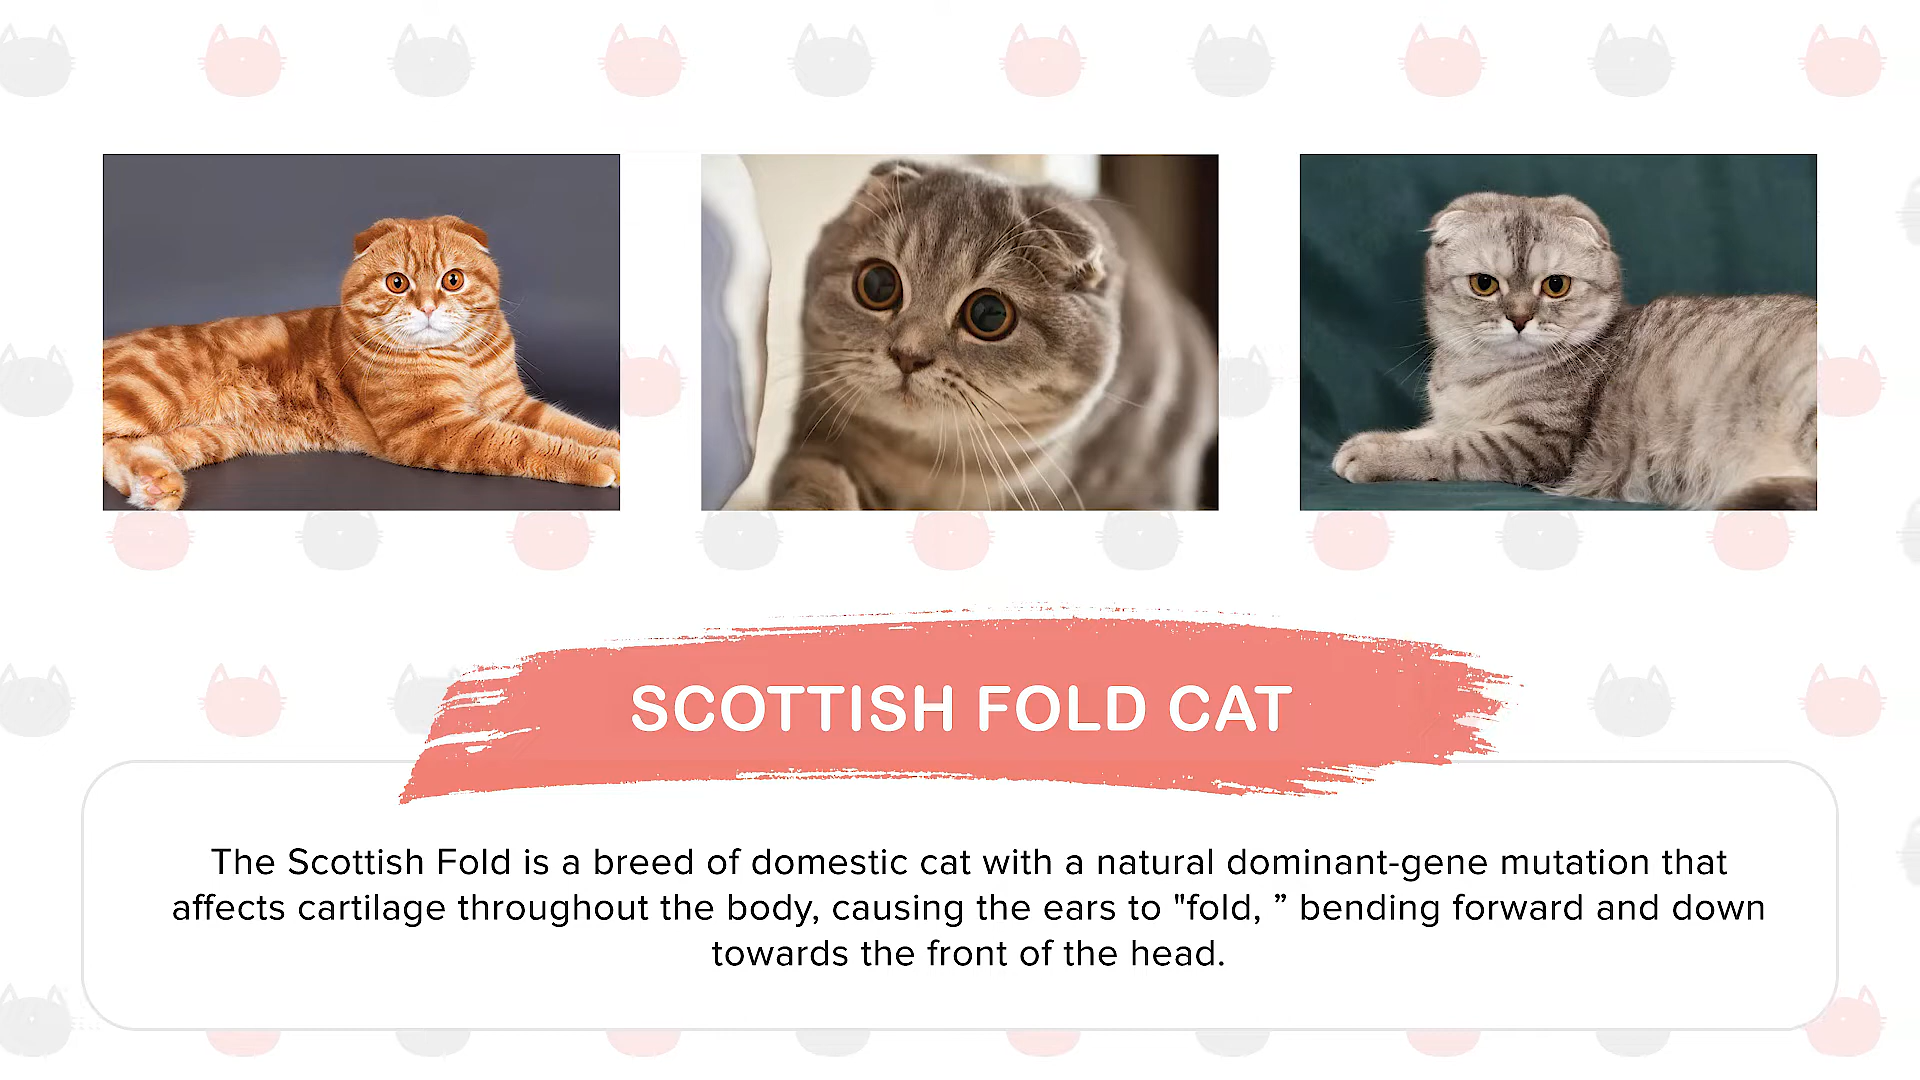 SCOTTISH FOLD CAT
The Scottish Fold is a breed of domestic cat with a natural dominant-gene mutation that
affects cartilage throughout the body, causing the ears to "fold, ” bending forward and down
towards the front of the head.